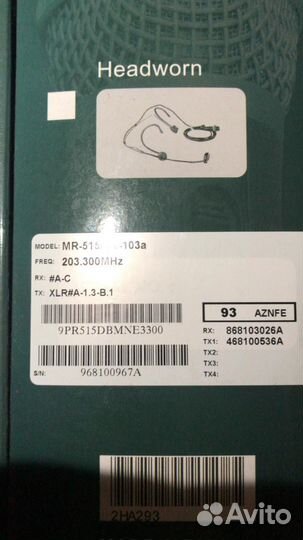 Headworn
MODEL: MR-515 103a
FREQ: 203.300MHz
RX: #A-C
TX: XLR#A-1.3-B.1
9PR515DBMNE3300
S/N: 968100967A
93 AZNFE
RX: 868103026A
TX1: 468100536A
TX2:
TX3:
TX4:
2HA293
Avito